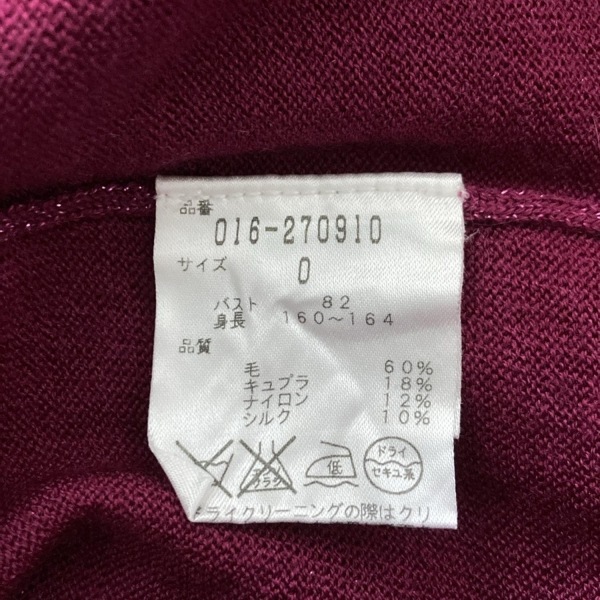 品番
016-270910
サイズ 0
バスト 82
身長 160～164
品質
毛 60%
キュプラ 18%
ナイロン 12%
シルク 10%
低
ドライ
セキユ系
ドライクリーニングの際はクリ